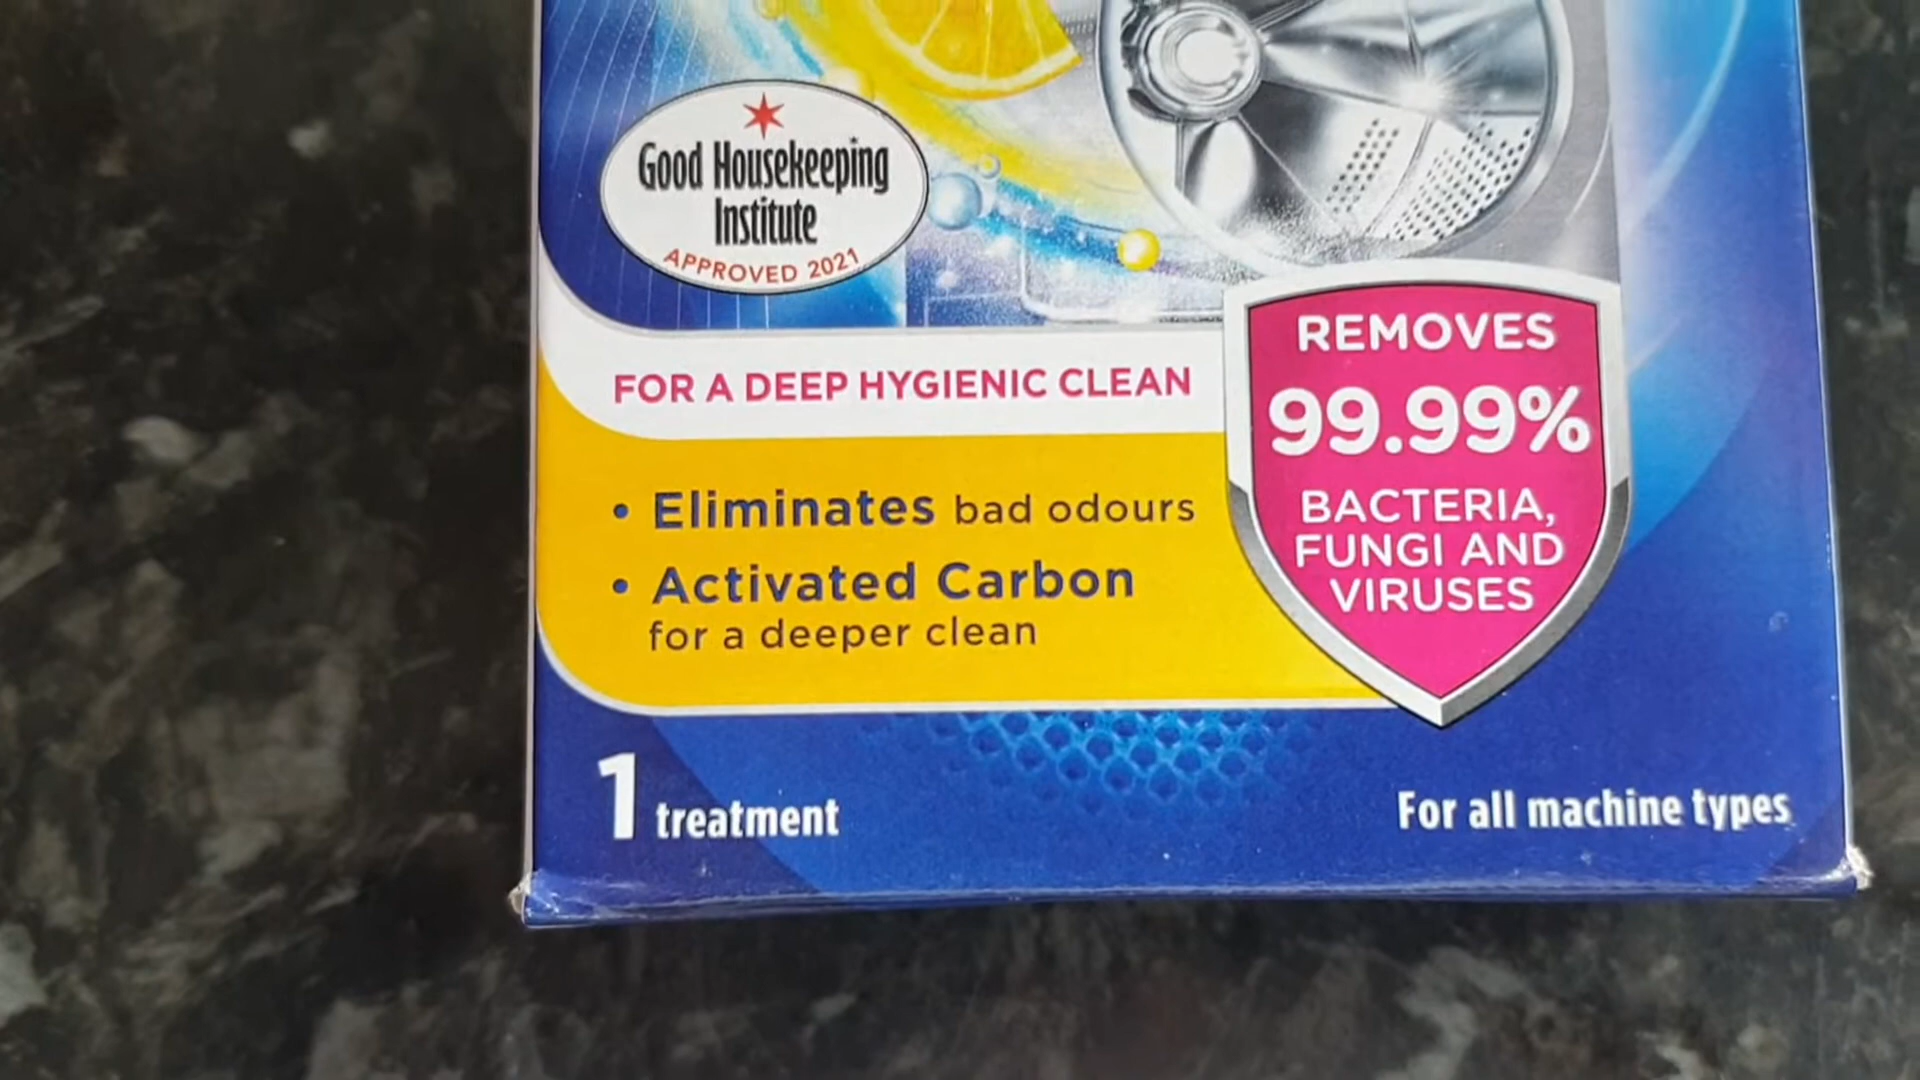 Good Housekeeping
Institute
APPROVED 2021
FOR A DEEP HYGIENIC CLEAN
• Eliminates bad odours
• Activated Carbon
for a deeper clean
REMOVES
99.99%
BACTERIA,
FUNGI AND
VIRUSES
1 treatment
For all machine types